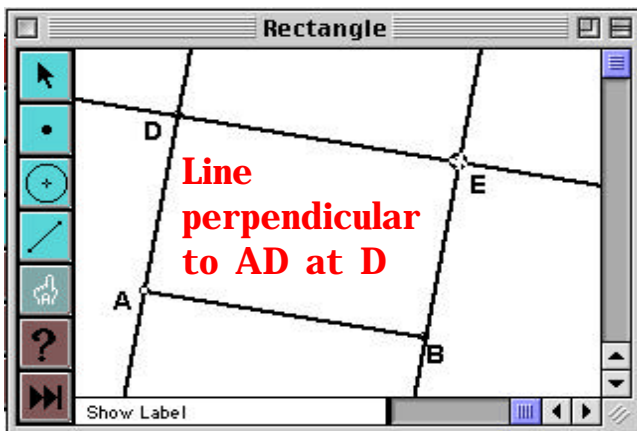 Rectangle
D
E
Line
perpendicular
to AD at D
A
B
A
?
Show Label